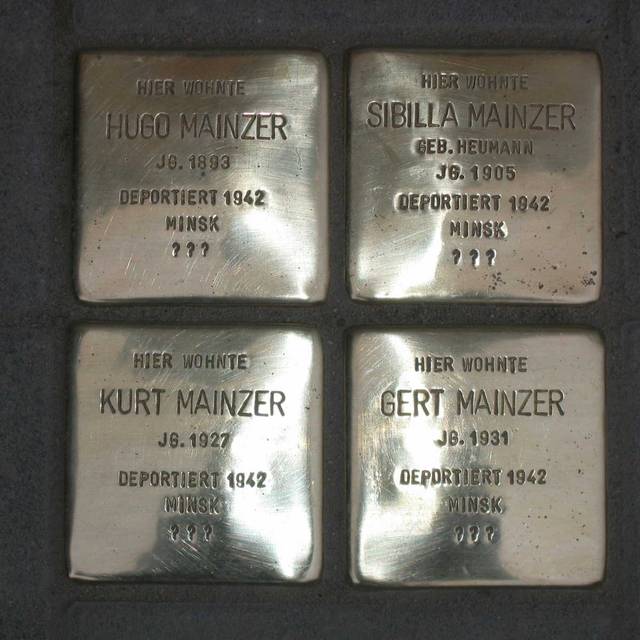 HIER WOHNTE
HUGO MAINZER
JG. 1893
DEPORTIERT 1942
MINSK
???
HIER WOHNTE
SIBILLA MAINZER
GEB. HEUMANN
JG. 1905
DEPORTIERT 1942
MINSK
???
HIER WOHNTE
KURT MAINZER
JG. 1927
DEPORTIERT 1942
MINSK
???
HIER WOHNTE
GERT MAINZER
JG. 1931
DEPORTIERT 1942
MINSK
???